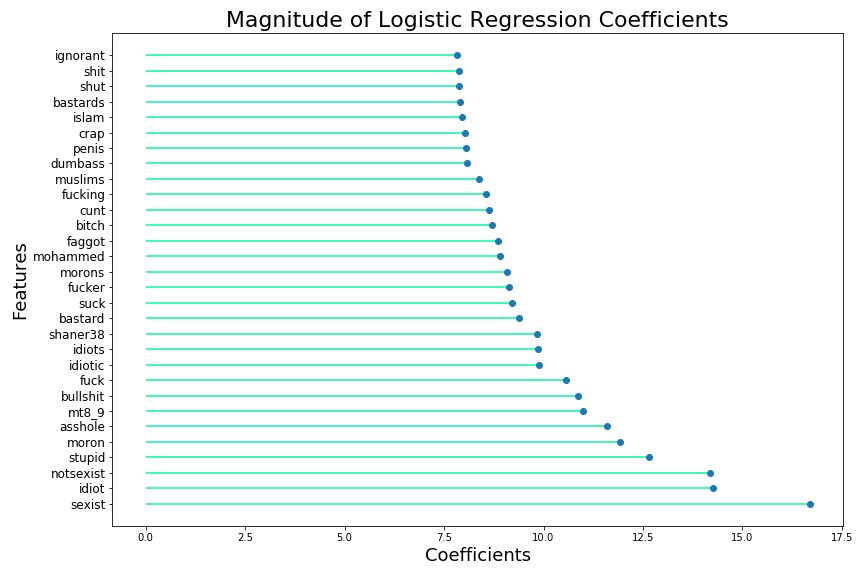 Magnitude of Logistic Regression Coefficients
ignorant
shit
shut
bastards
islam
crap
penis
dumbass
muslims
fucking
cunt
bitch
faggot
mohammed
morons
fucker
suck
bastard
shaner38
idiots
idiotic
fuck
bullshit
mt8_9
asshole
moron
stupid
notsexist
idiot
sexist
Features
0.0 2.5 5.0 7.5 10.0 12.5 15.0 17.5
Coefficients